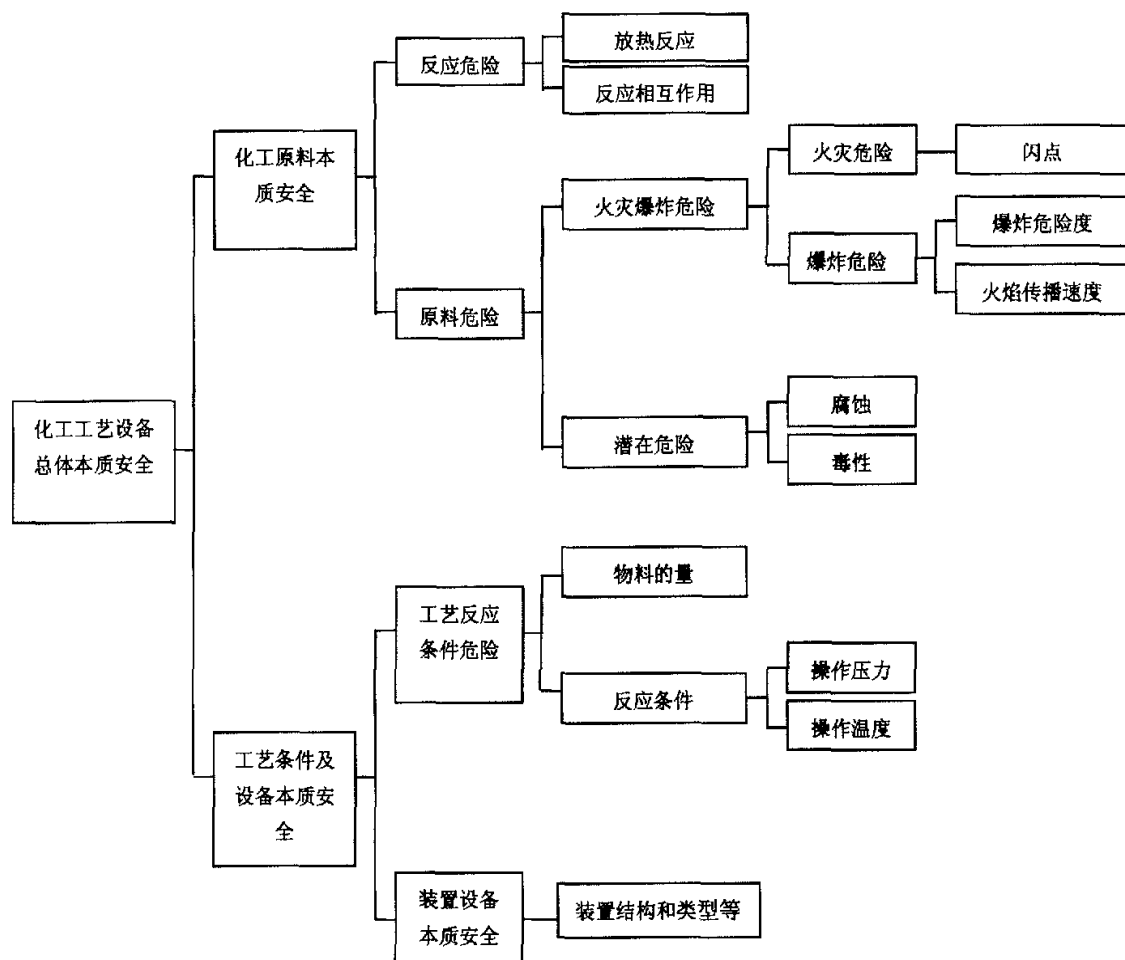 放热反应
反应危险
反应相互作用
化工原料本
质安全
火灾危险
闪点
火灾爆炸危险
爆炸危险度
爆炸危险
火焰传播速度
原料危险
腐蚀
潜在危险
毒性
化工工艺设备
总体本质安全
物料的量
工艺反应
条件危险
操作压力
反应条件
操作温度
工艺条件及
设备本质安
全
装置设备
本质安全
装置结构和类型等